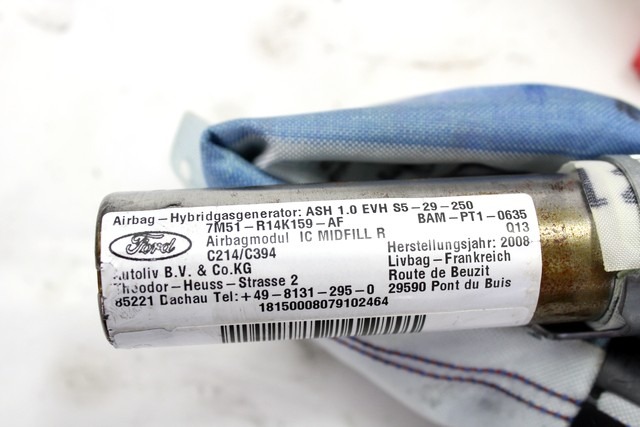 Airbag-Hybridgasgenerator: ASH 1.0 EVH S5-29-250
7M51-R14K159-AF BAM-PT1-0635
Ford Airbagmodul IC MIDFILL R Q13
C214/C394 Herstellungsjahr: 2008
Autoliv B.V. & Co.KG Livbag-Frankreich
Theodor-Heuss-Strasse 2 Route de Beuzit
85221 Dachau Tel:+49-8131-295-0 29590 Pont du Buis
18150008079102464